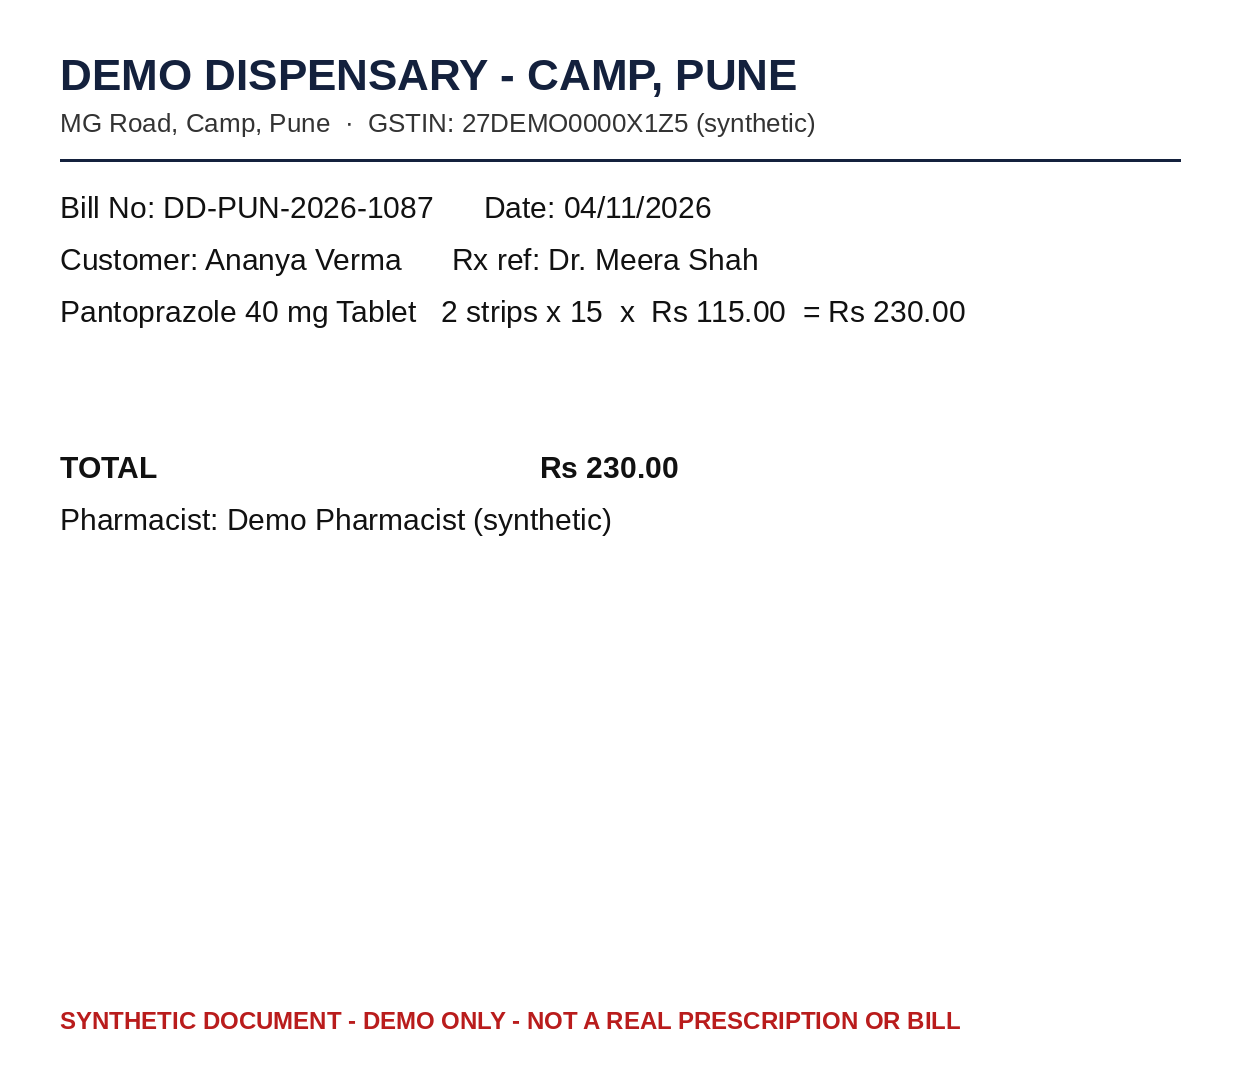 DEMO DISPENSARY - CAMP, PUNE
MG Road, Camp, Pune · GSTIN: 27DEMO0000X1Z5 (synthetic)
Bill No: DD-PUN-2026-1087 Date: 04/11/2026
Customer: Ananya Verma Rx ref: Dr. Meera Shah
Pantoprazole 40 mg Tablet 2 strips x 15 x Rs 115.00 = Rs 230.00
TOTAL Rs 230.00
Pharmacist: Demo Pharmacist (synthetic)
SYNTHETIC DOCUMENT - DEMO ONLY - NOT A REAL PRESCRIPTION OR BILL